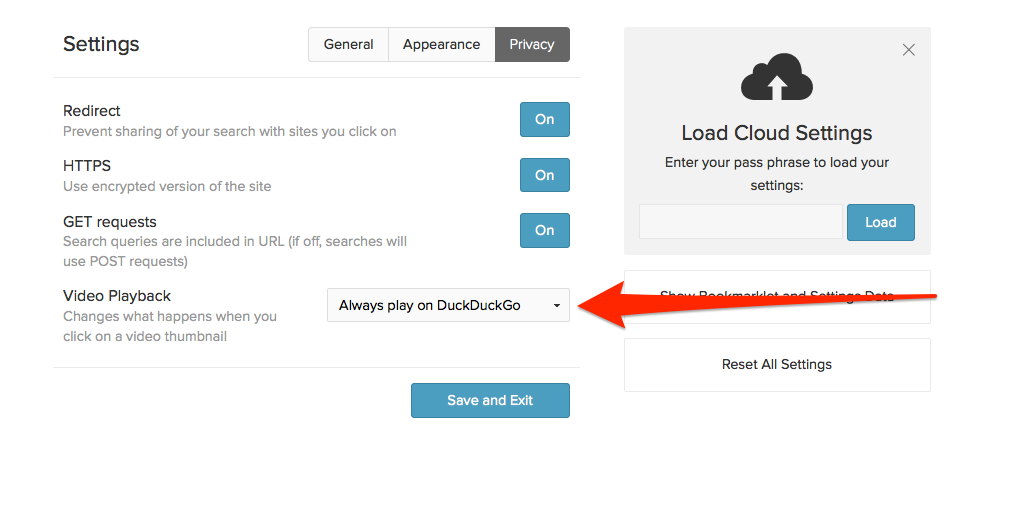 Settings
General
Appearance
Privacy
Redirect
Prevent sharing of your search with sites you click on
On
HTTPS
Use encrypted version of the site
On
GET requests
Search queries are included in URL (if off, searches will
use POST requests)
On
Video Playback
Changes what happens when you
click on a video thumbnail
Always play on DuckDuckGo
Save and Exit
Load Cloud Settings
Enter your pass phrase to load your
settings:
Load
Show Bookmarklet and Settings Data
Reset All Settings